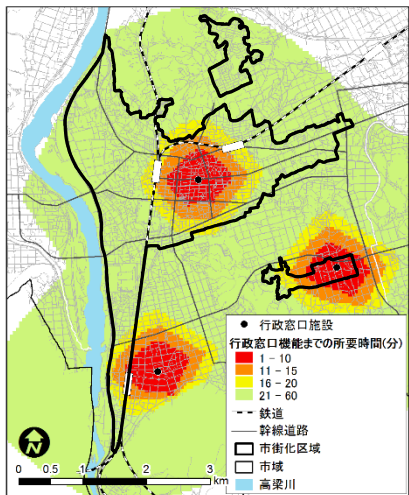 行政窓口施設
行政窓口機能までの所要時間(分)
1 - 10
11 - 15
16 - 20
21 - 60
鉄道
幹線道路
市街化区域
市域
高梁川
N
0 0.5 1 2 3
km